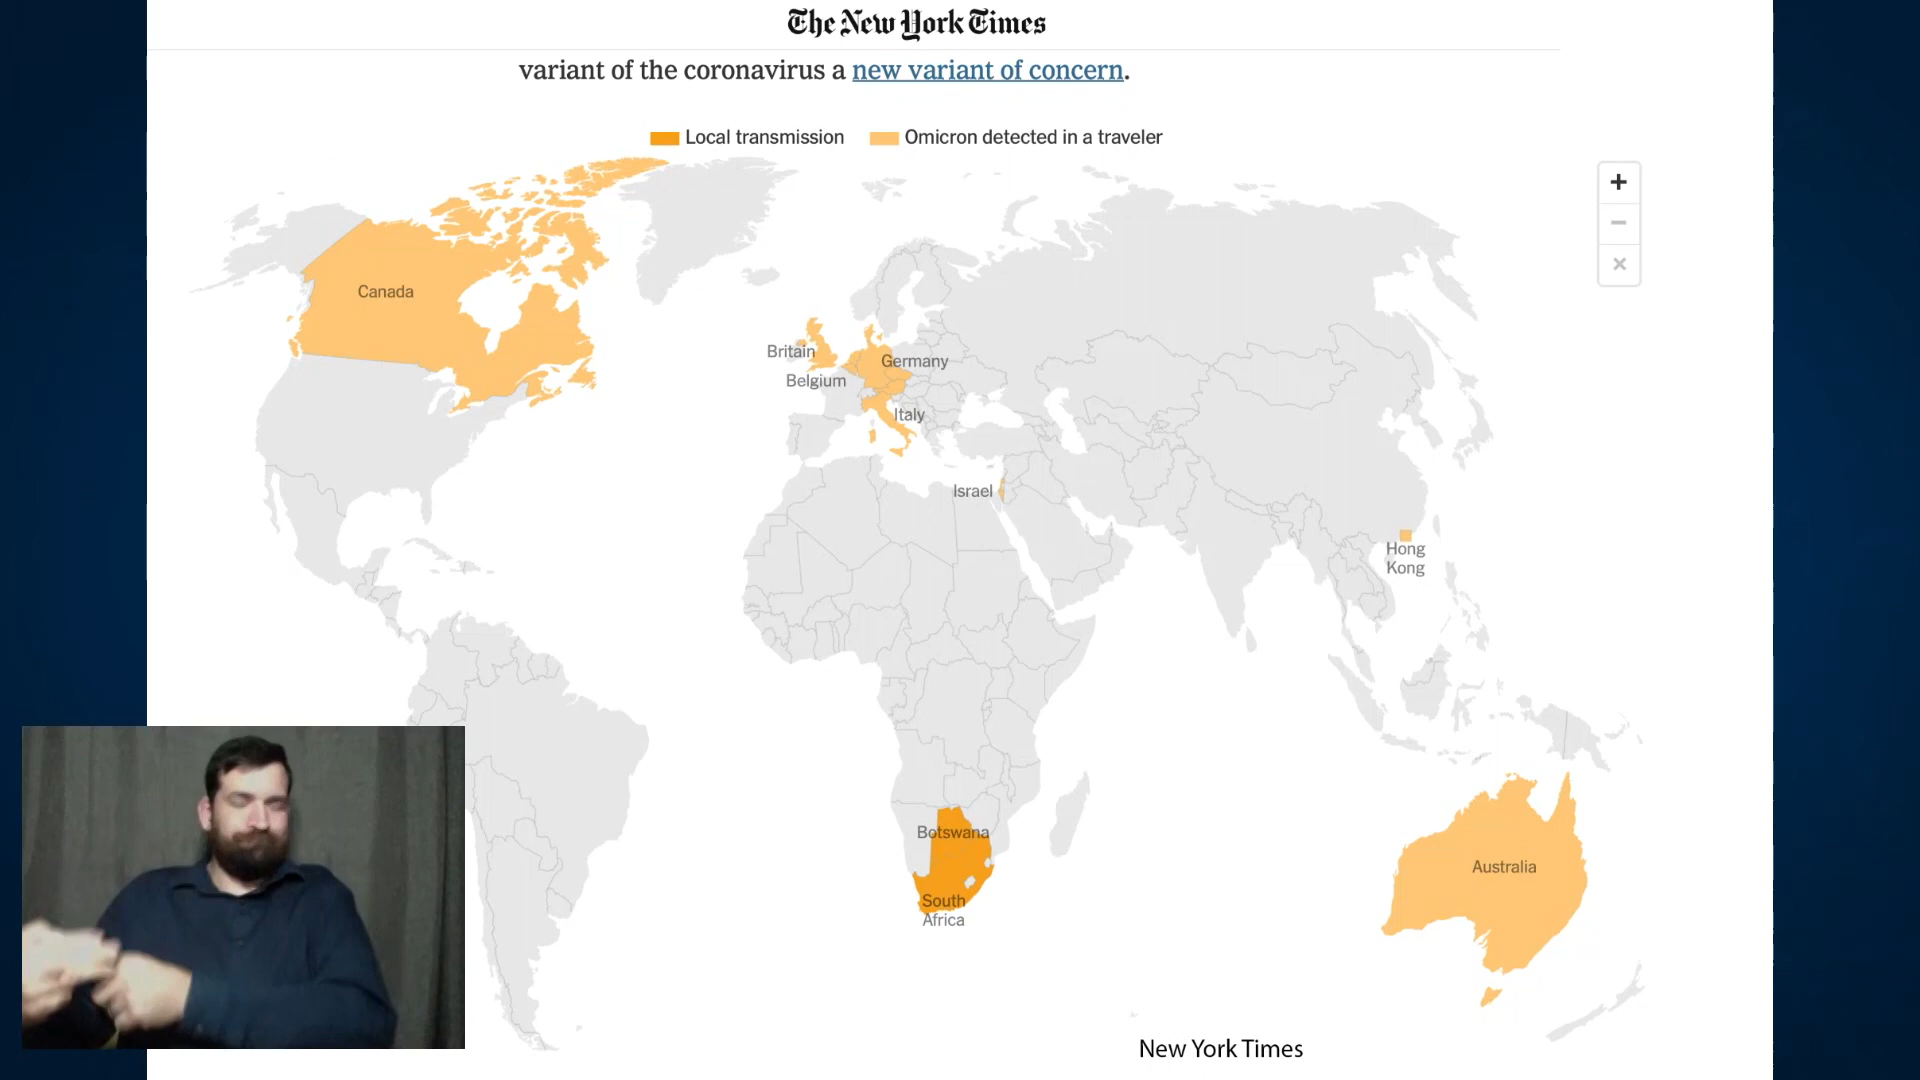 The New York Times
variant of the coronavirus a new variant of concern.
Local transmission Omicron detected in a traveler
Canada
Britain
Germany
Belgium
Italy
Israel
Hong
Kong
Botswana
Australia
South
Africa
New York Times